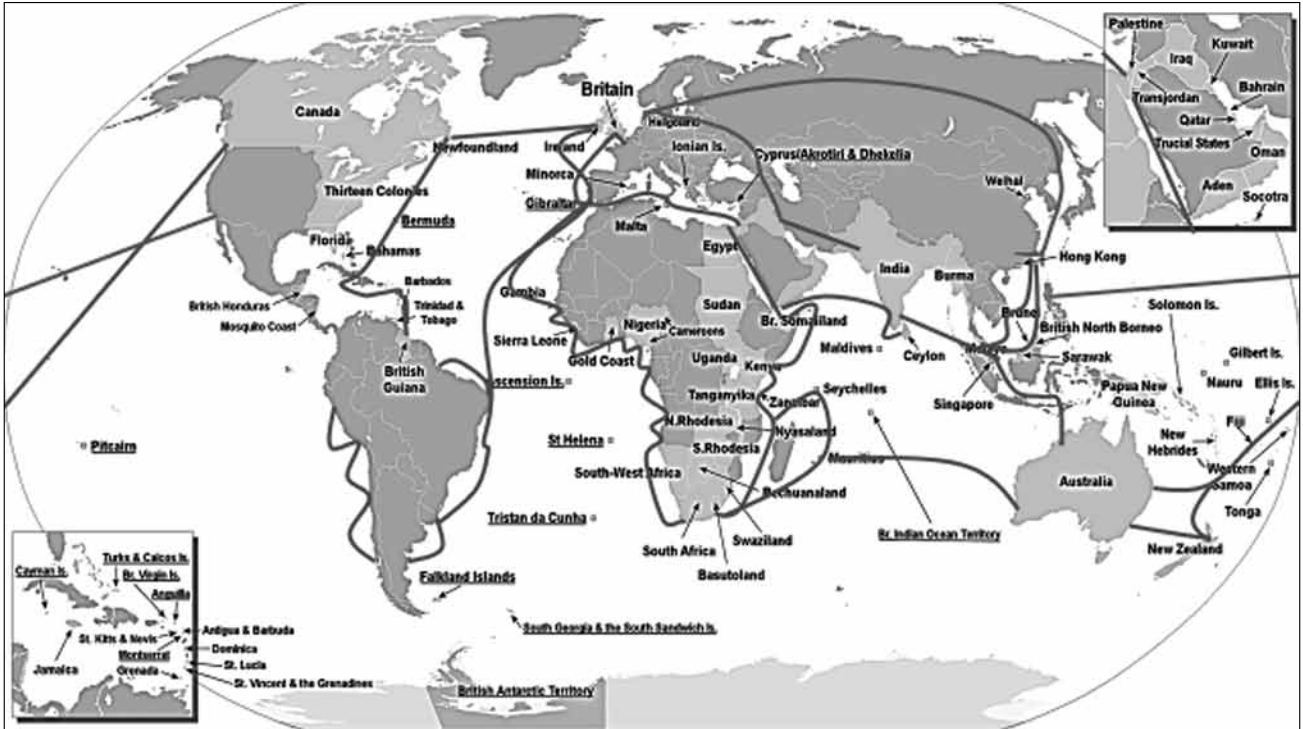 Canada
Newfoundland
Thirteen Colonies
Bermuda
Florida
Bahamas
British Honduras
Mosquito Coast
Barbados
Trinidad &
Tobago
British
Guiana
Pitcairn
Falkland Islands
South Georgia & the South Sandwich Is.
British Antarctic Territory
Britain
Ireland
Heligoland
Minorca
Gibraltar
Ionian Is.
Malta
Cyprus/Akrotiri & Dhekelia
Egypt
Sudan
Gambia
Sierra Leone
Gold Coast
Nigeria
Cameroons
Uganda
Kenya
Br. Somaliland
Tanganyika
Zanzibar
N.Rhodesia
Nyasaland
S.Rhodesia
South-West Africa
Bechuanaland
Swaziland
South Africa
Basutoland
Ascension Is.
St Helena
Tristan da Cunha
Seychelles
Mauritius
Br. Indian Ocean Territory
Maldives
India
Ceylon
Burma
Weihai
Hong Kong
Brunei
British North Borneo
Malaya
Sarawak
Singapore
Papua New
Guinea
Solomon Is.
Gilbert Is.
Nauru
Ellis Is.
Fiji
New
Hebrides
Western
Samoa
Tonga
Australia
New Zealand
Palestine
Iraq
Kuwait
Transjordan
Bahrain
Qatar
Trucial States
Oman
Aden
Socotra
Turks & Caicos Is.
Cayman Is.
Br. Virgin Is.
Anguilla
St. Kitts & Nevis
Antigua & Barbuda
Montserrat
Dominica
Jamaica
St. Lucia
Grenada
St. Vincent & the Grenadines